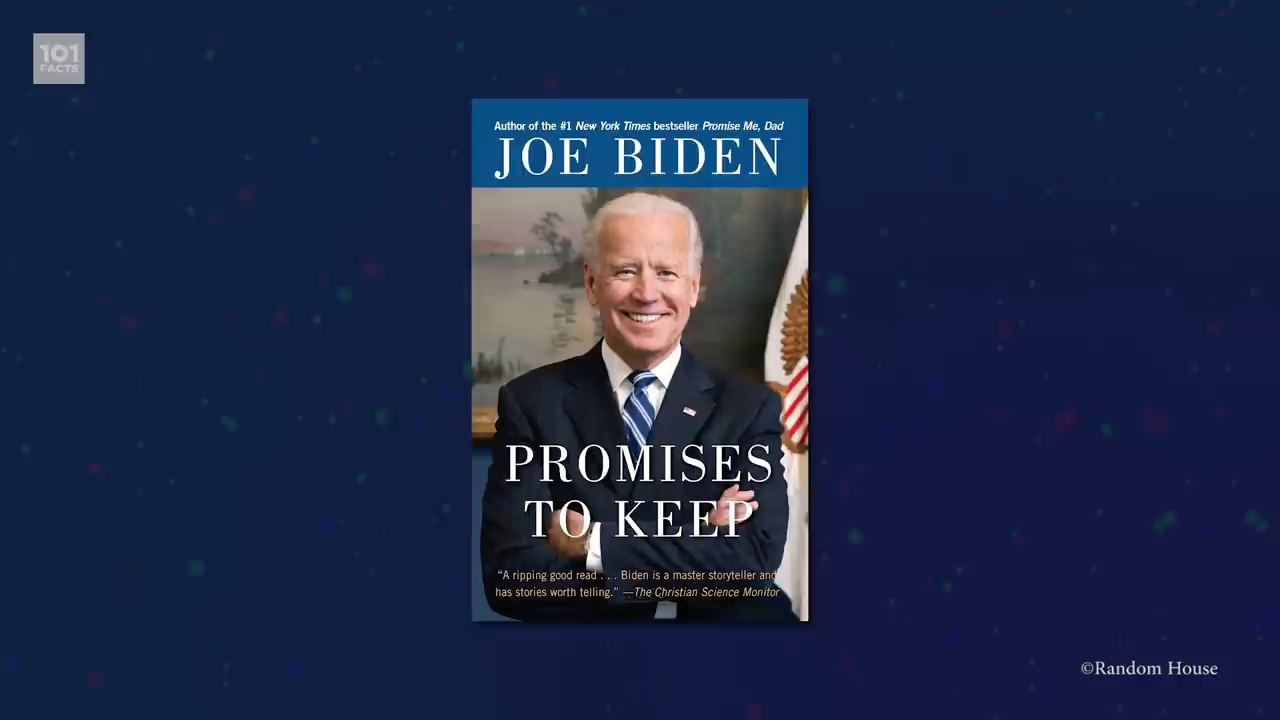 101
FACTS
Author of the #1 New York Times bestseller Promise Me, Dad
JOE BIDEN
PROMISES
TO KEEP
“A ripping good read . . . Biden is a master storyteller and
has stories worth telling.” —The Christian Science Monitor
©Random House